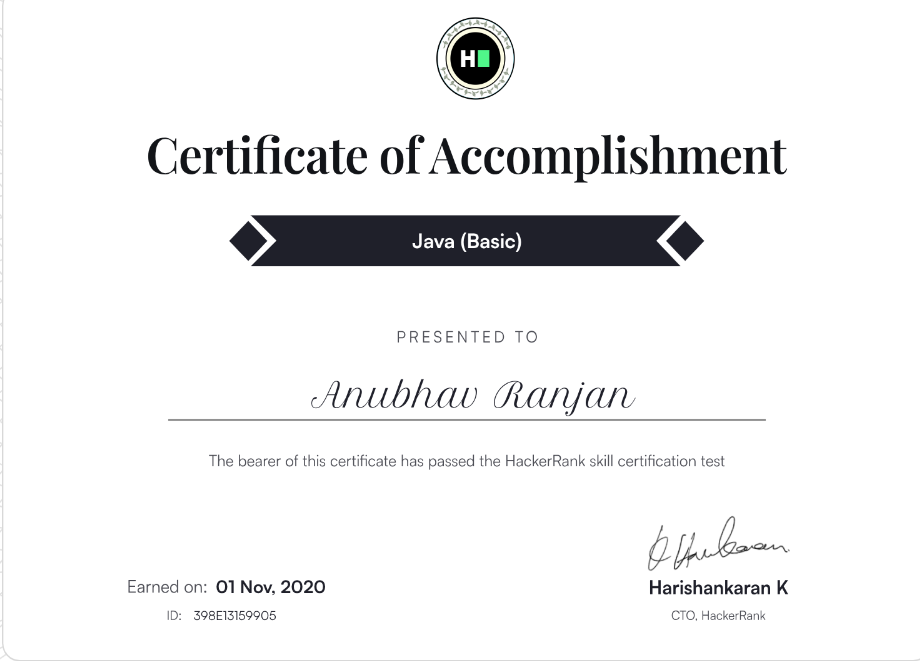 H
Certificate of Accomplishment
Java (Basic)
PRESENTED TO
Anubhav Ranjan
The bearer of this certificate has passed the HackerRank skill certification test
Earned on: 01 Nov, 2020
ID: 398E13159905
Harishankaran K
CTO, HackerRank